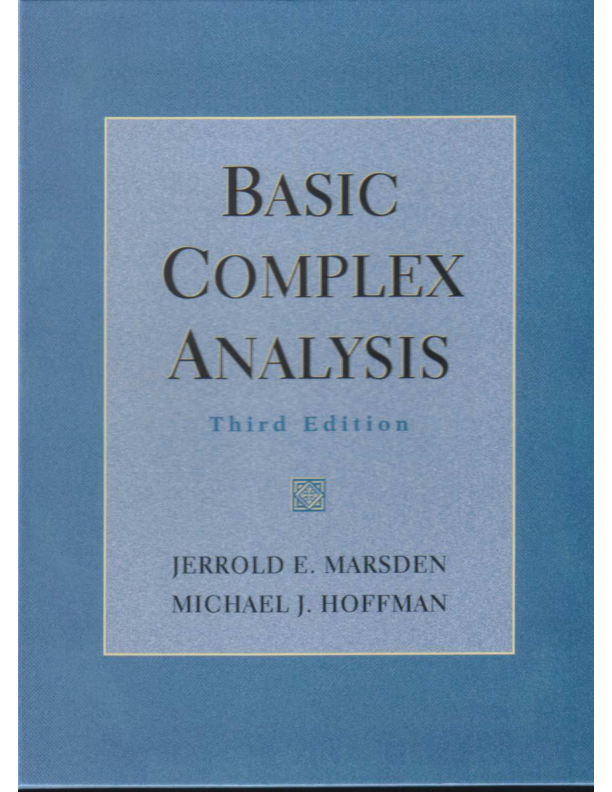 BASIC
COMPLEX
ANALYSIS
Third Edition
JERROLD E. MARSDEN
MICHAEL J. HOFFMAN